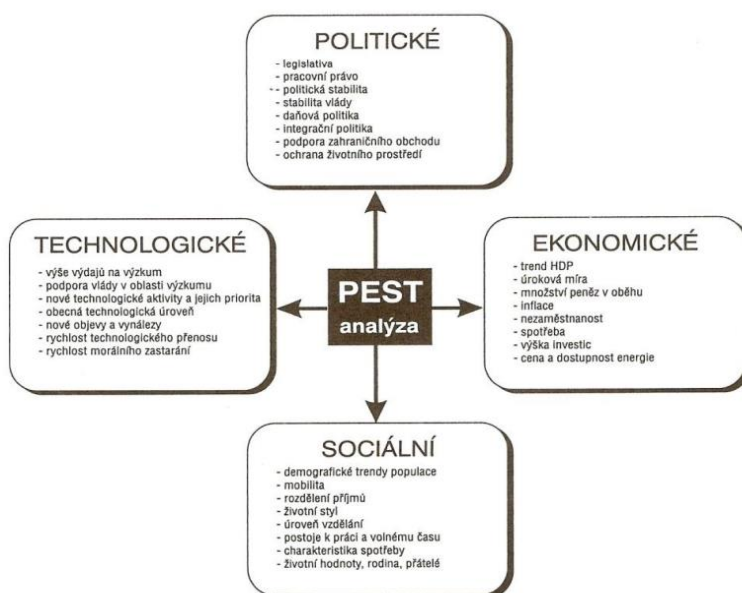 POLITICKÉ
- legislativa
- pracovní právo
- politická stabilita
- stabilita vlády
- daňová politika
- integrační politika
- podpora zahraničního obchodu
- ochrana životního prostředí
TECHNOLOGICKÉ
- výše výdajů na výzkum
- podpora vlády v oblasti výzkumu
- nové technologické aktivity a jejich priorita
- obecná technologická úroveň
- nové objevy a vynálezy
- rychlost technologického přenosu
- rychlost morálního zastarání
PEST
analýza
EKONOMICKÉ
- trend HDP
- úroková míra
- množství peněz v oběhu
- inflace
- nezaměstnanost
- spotřeba
- výška investic
- cena a dostupnost energie
SOCIÁLNÍ
- demografické trendy populace
- mobilita
- rozdělení příjmů
- životní styl
- úroveň vzdělání
- postoje k práci a volnému času
- charakteristika spotřeby
- životní hodnoty, rodina, přátelé